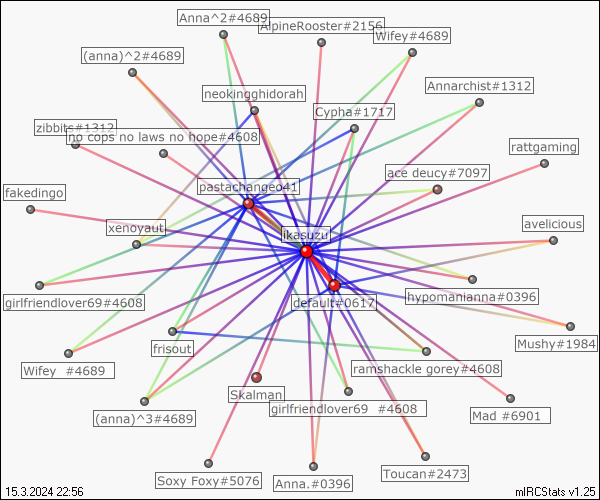 Anna^2#4689
AlpineRooster#2156
Wifey#4689
(anna)^2#4689
neokingghidorah
Annarchist#1312
Cypha#1717
zibbits#1312
no cops no laws no hope#4608
rattgaming
ace deucy#7097
pastachangeo41
fakedingo
xenoyaut
ikasuzu
avelicious
girlfriendlover69#4608
default#0617
hypomanianna#0396
frisout
Mushy#1984
Wifey #4689
ramshackle gorey#4608
Skalman
(anna)^3#4689
girlfriendlover69 #4608
Mad #6901
Soxy Foxy#5076
Anna.#0396
Toucan#2473
15.3.2024 22:56
mIRCStats v1.25